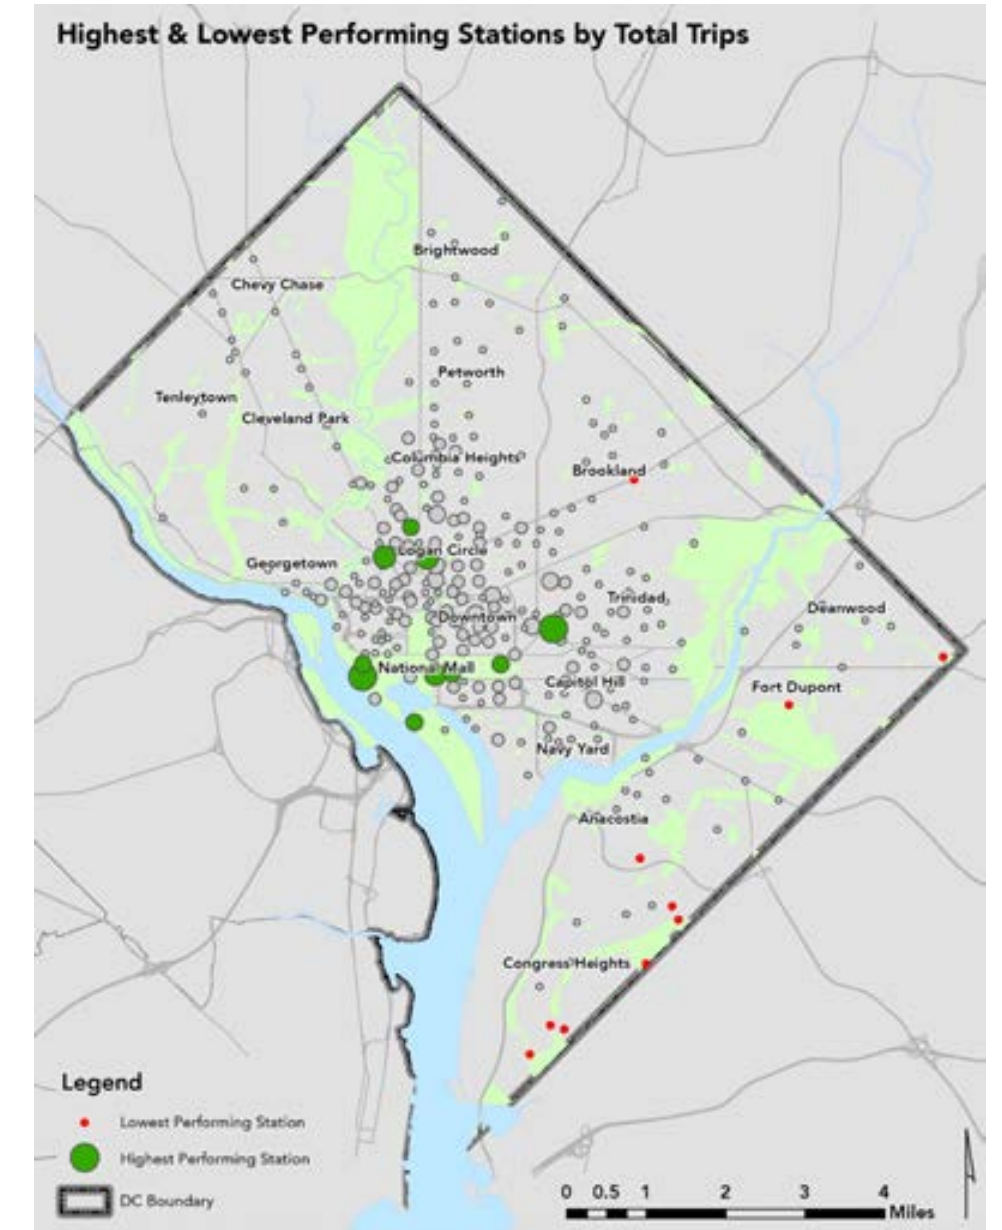 Highest & Lowest Performing Stations by Total Trips
Brightwood
Chevy Chase
Petworth
Tenleytown
Cleveland Park
Columbia Heights
Brookland
Logan Circle
Georgetown
Trinidad
Deanwood
Downtown
National Mall
Capitol Hill
Fort Dupont
Navy Yard
Anacostia
Congress Heights
Legend
Lowest Performing Station
Highest Performing Station
DC Boundary
0 0.5 1 2 3 4
Miles